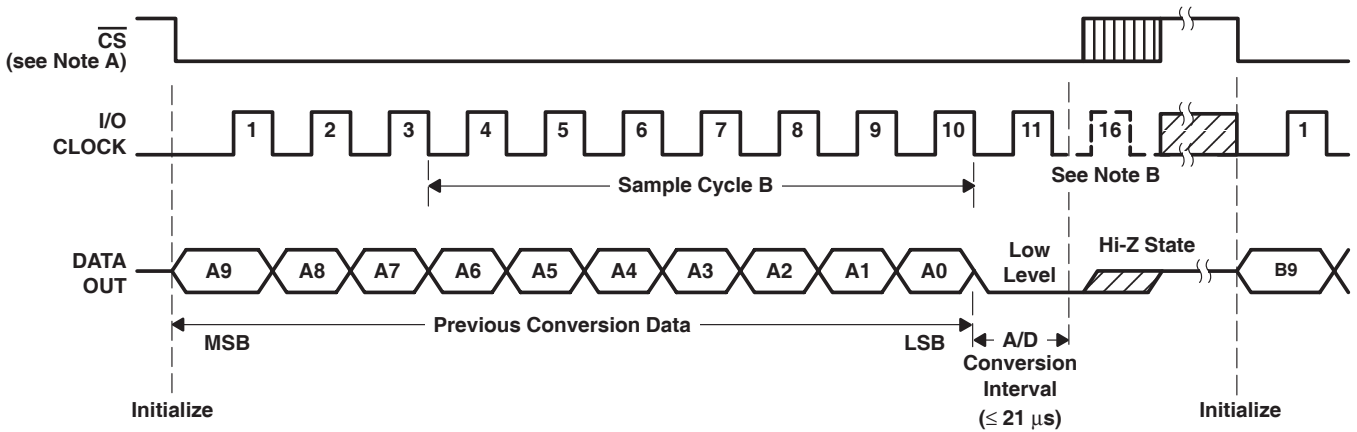 CS
(see Note A)
I/O
CLOCK
1 2 3 4 5 6 7 8 9 10 11 16 1
See Note B
Sample Cycle B
DATA
OUT
A9 A8 A7 A6 A5 A4 A3 A2 A1 A0
Low
Level
Hi-Z State
B9
Previous Conversion Data
MSB
LSB
A/D
Conversion
Interval
(≤ 21 μs)
Initialize
Initialize